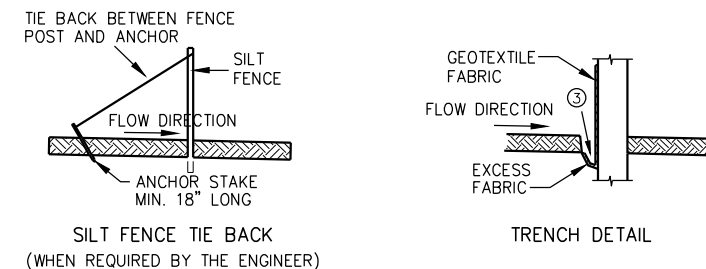 TIE BACK BETWEEN FENCE
POST AND ANCHOR
SILT
FENCE
FLOW DIRECTION
ANCHOR STAKE
MIN. 18" LONG
SILT FENCE TIE BACK
(WHEN REQUIRED BY THE ENGINEER)
GEOTEXTILE
FABRIC
3
FLOW DIRECTION
EXCESS
FABRIC
TRENCH DETAIL